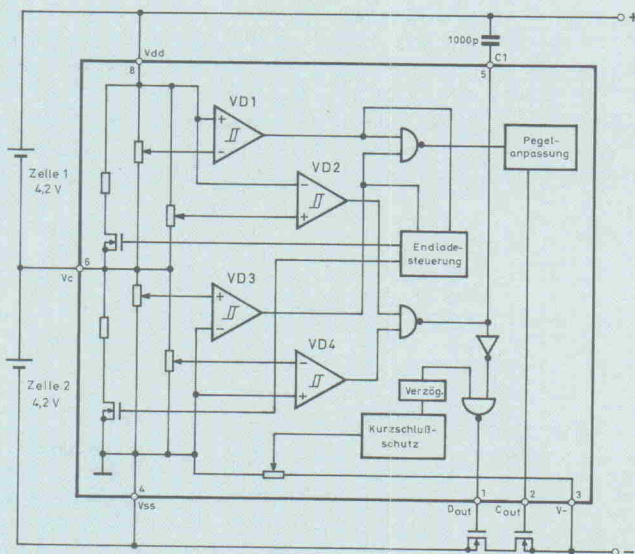 +
1000p
Vdd
8
C1
5
VD1
+
−
Pegel-
anpassung
VD2
−
+
Zelle 1
4,2 V
Endlade-
steuerung
6
Vc
VD3
+
−
VD4
−
+
Zelle 2
4,2 V
Verzög.
Kurzschluß-
schutz
4
Vss
1
2
3
Dout
Cout
V-
−